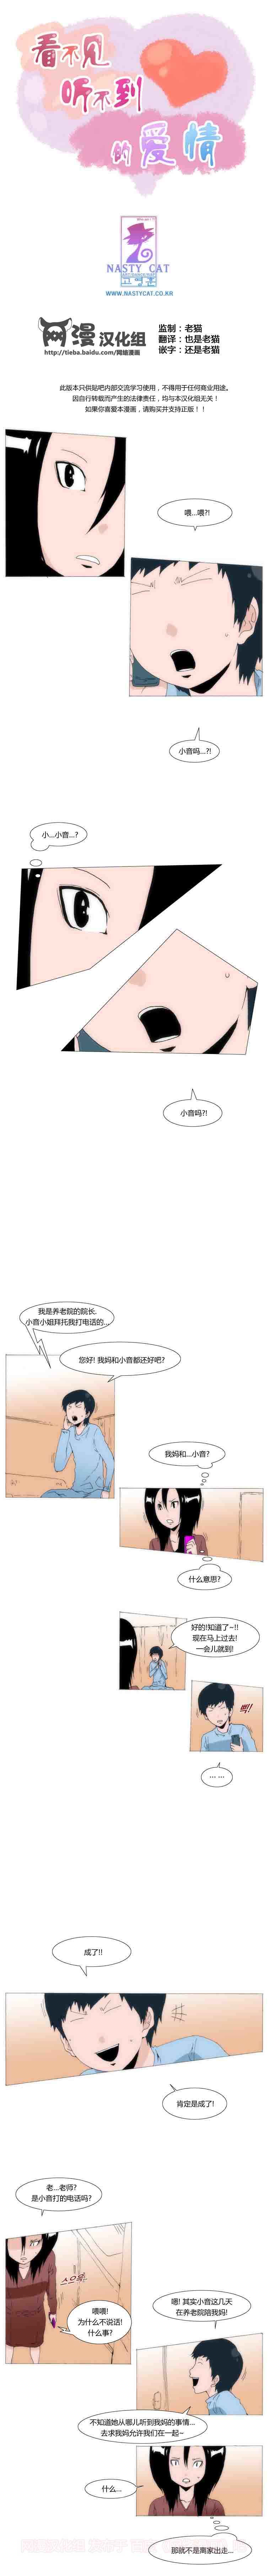 看不见
听不到
的爱情
NASTY CAT
WWW.NASTYCAT.CO.KR
网漫汉化组
http://tieba.baidu.com/网络漫画
监制：老猫
翻译：也是老猫
嵌字：还是老猫
此版本只供贴吧内部交流学习使用，不得用于任何商业用途。
因自行转载而产生的法律责任，均与本汉化组无关！
如果你喜爱本漫画，请购买并支持正版！！
喂...喂?!
小音吗...?!
小...小音...?
小音吗?!
我是养老院的院长.
小音小姐拜托我打电话的...
您好! 我妈和小音都还好吧?
我妈和...小音?
什么意思?
好的!知道了~!!
现在马上过去!
一会儿就到!
삑!
... ...
成了!!
肯定是成了!
老...老师?
是小音打的电话吗?
스으윽
喂喂!
为什么不说话!
什么事?
嗯! 其实小音这几天
在养老院陪我妈!
不知道她从哪儿听到我妈的事情...
去求我妈允许我们在一起~
什么...
那就不是离家出走...